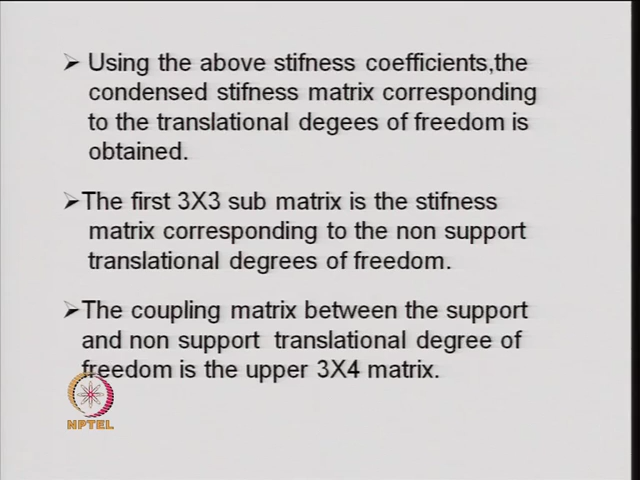 ➢ Using the above stifness coefficients,the
condensed stifness matrix corresponding
to the translational degees of freedom is
obtained.
➢The first 3X3 sub matrix is the stifness
matrix corresponding to the non support
translational degrees of freedom.
➢The coupling matrix between the support
and non support translational degree of
freedom is the upper 3X4 matrix.
NPTEL